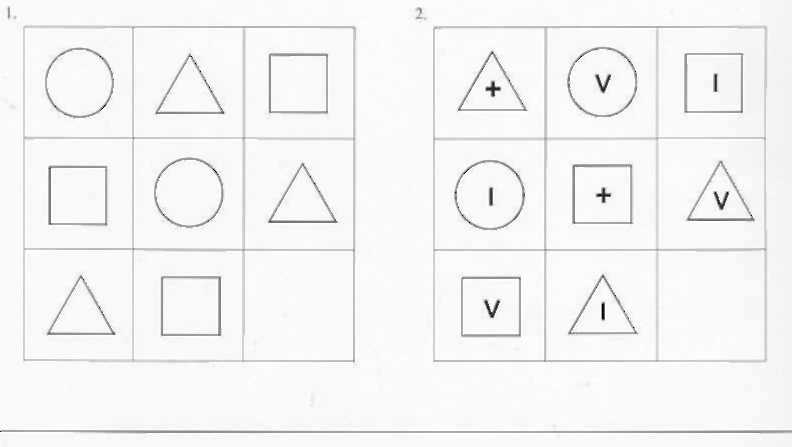 1. 2.
+ V I
I + V
V I